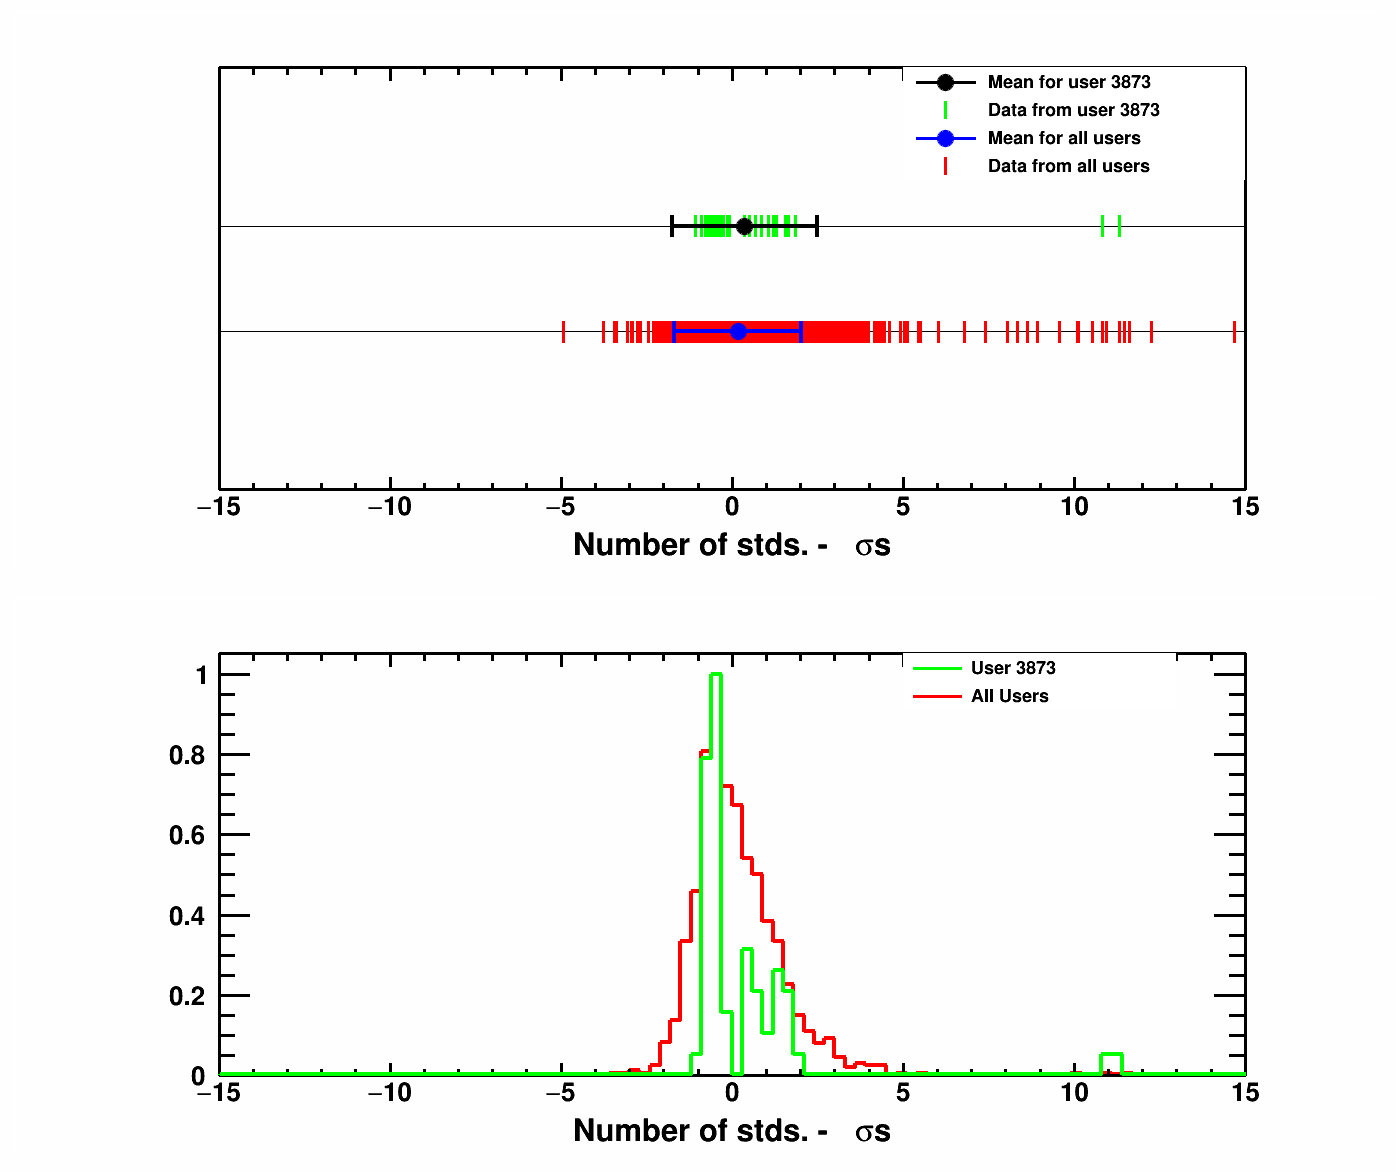 Mean for user 3873
Data from user 3873
Mean for all users
Data from all users
−15 −10 −5 0 5 10 15
Number of stds. - σs
User 3873
All Users
1
0.8
0.6
0.4
0.2
0
−15 −10 −5 0 5 10 15
Number of stds. - σs